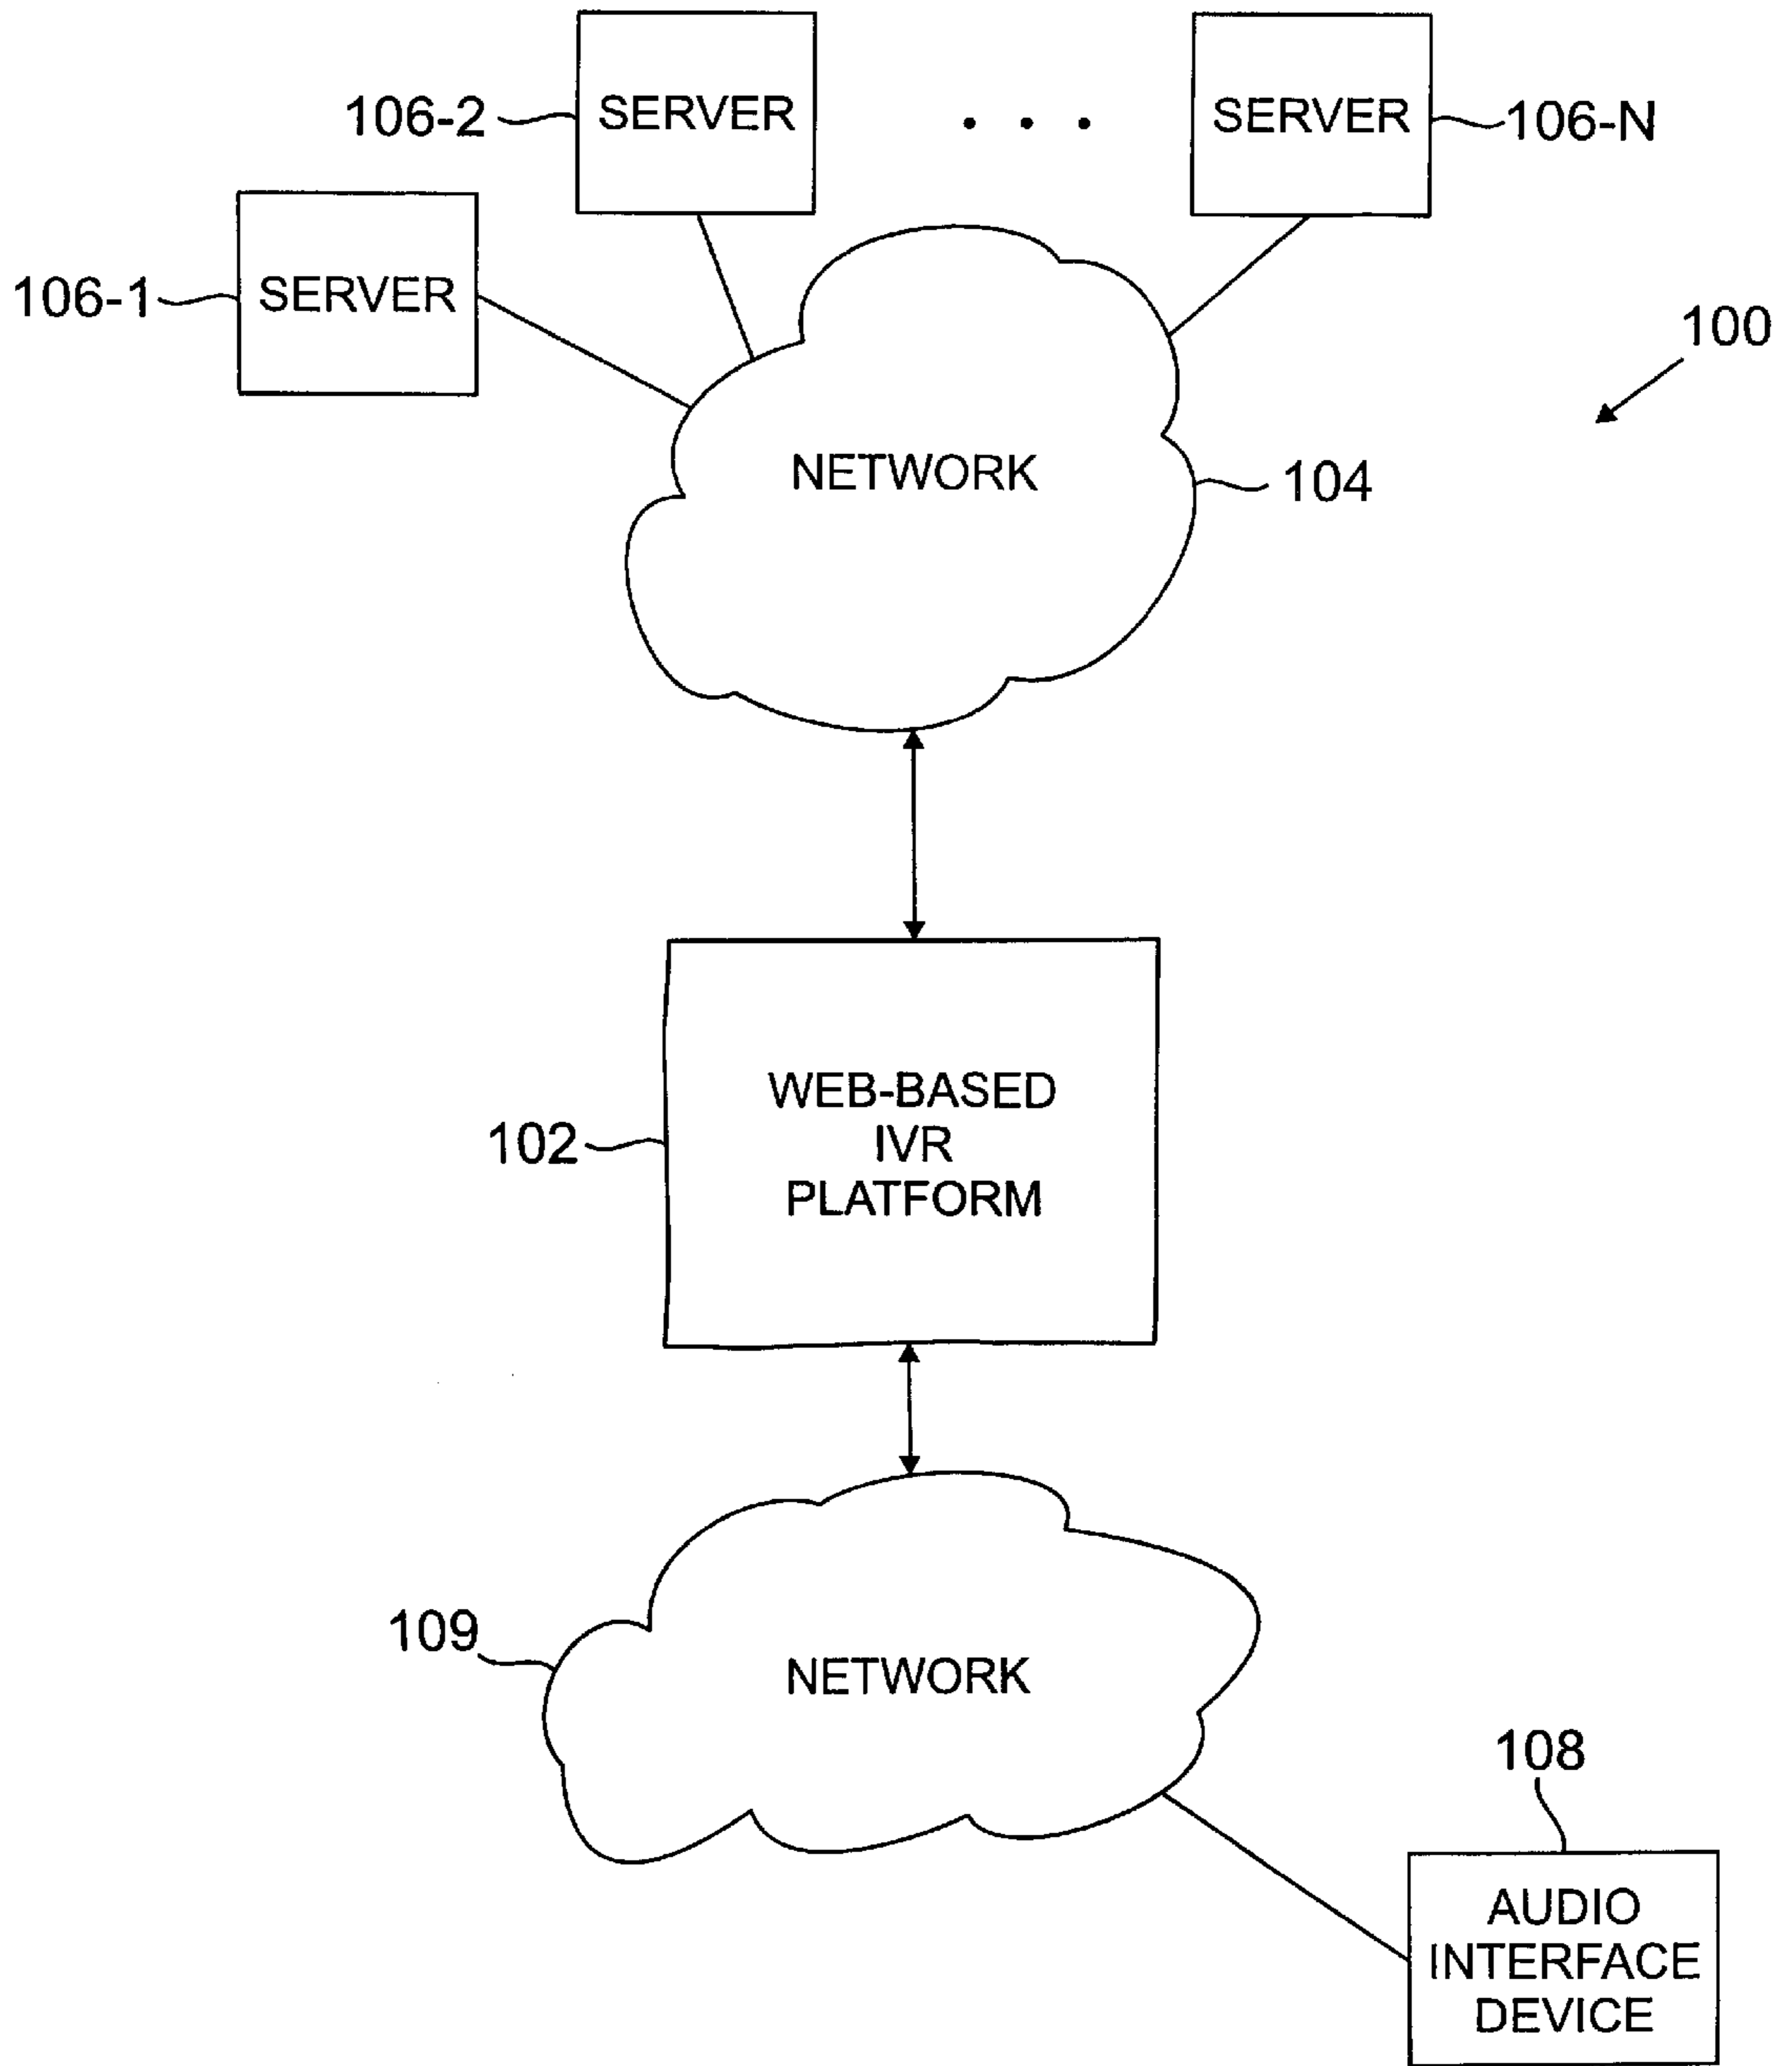 106-2
SERVER
. . .
SERVER
106-N
106-1
SERVER
100
NETWORK
104
WEB-BASED
IVR
PLATFORM
102
109
NETWORK
108
AUDIO
INTERFACE
DEVICE